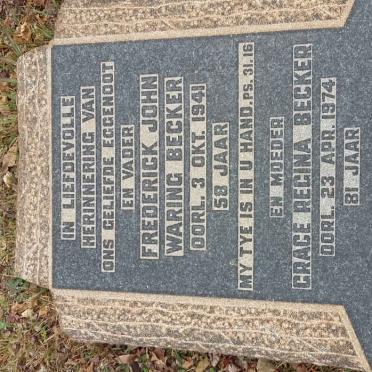 IN LIEFDEVOLLE
HERINNERING VAN
ONS GELIEFDE EGGENOOT
EN VADER
FREDERICK JOHN
WARING BECKER
OORL. 3 OKT. 1941
58 JAAR
MY TYE IS IN U HAND. PS. 31.16
EN MOEDER
GRACE REGINA BECKER
OORL. 23 APR. 1974
81 JAAR